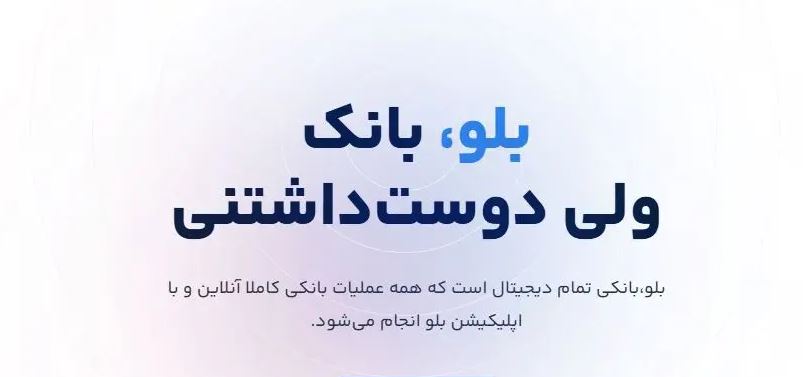 بلو، بانک
ولی دوست‌داشتنی
بلو،بانکی تمام دیجیتال است که همه عملیات بانکی کاملا آنلاین و با
اپلیکیشن بلو انجام می‌شود.